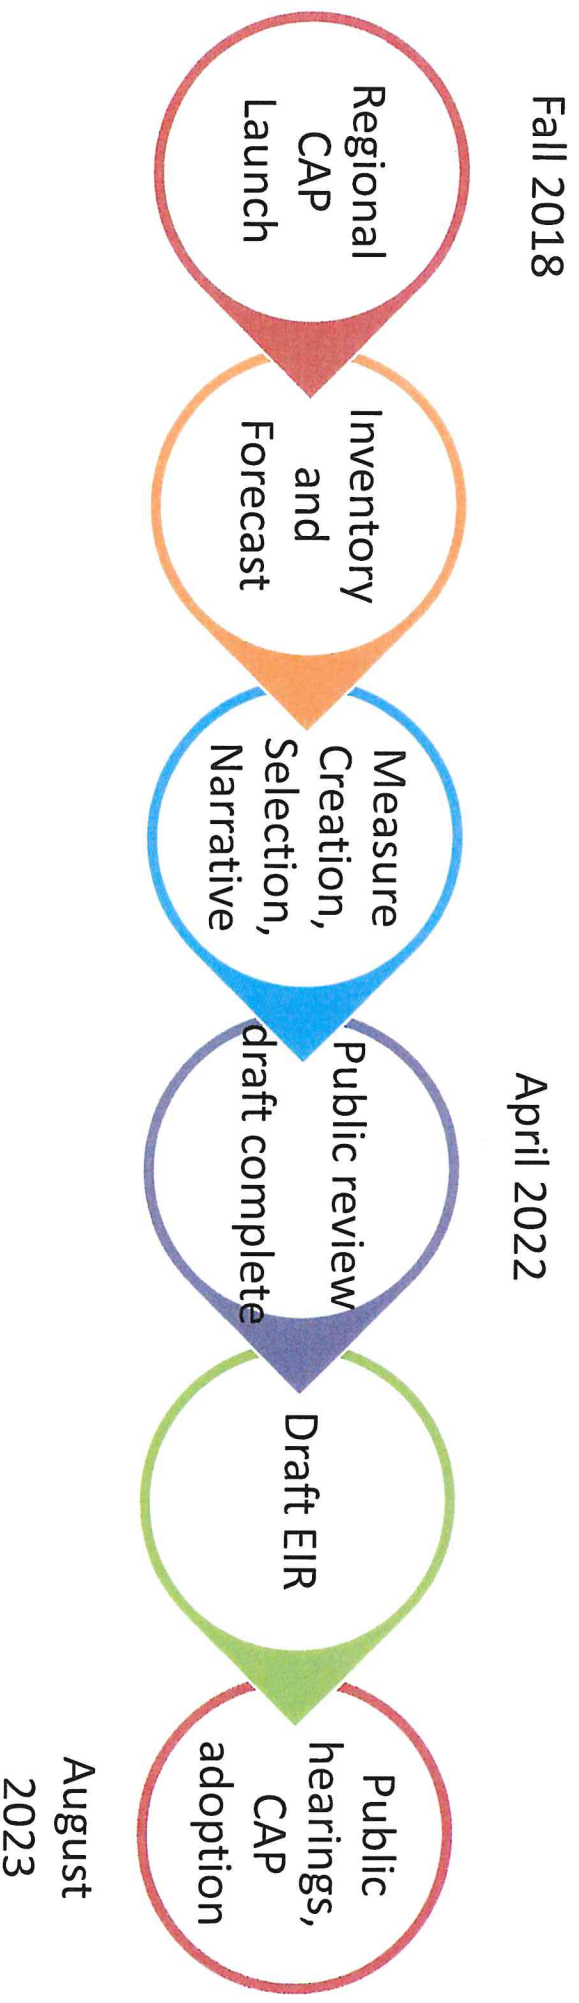 Fall 2018
Regional
CAP
Launch
Inventory
and
Forecast
Measure
Creation,
Selection,
Narrative
April 2022
Public review
draft complete
Draft EIR
Public
hearings,
CAP
adoption
August
2023